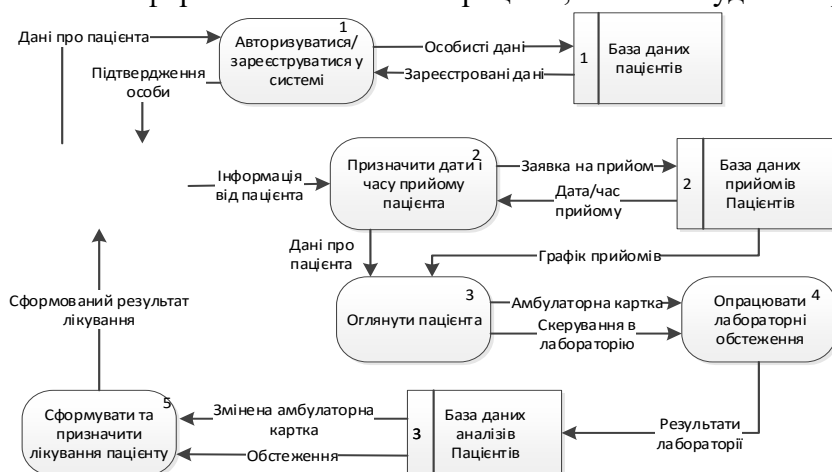 Дані про пацієнта
1
Авторизуватися/
зареєструватися у
системі
Особисті дані
Зареєстровані дані
1
База даних
пацієнтів
Підтвердження
особи
Інформація
від пацієнта
2
Призначити дати і
часу прийому
пацієнта
Заявка на прийом
Дата/час
прийому
2
База даних
прийомів
Пацієнтів
Дані про
пацієнта
Графік прийомів
3
Оглянути пацієнта
Амбулаторна картка
Скерування в
лабораторію
4
Опрацювати
лабораторні
обстеження
Сформований результат
лікування
5
Сформувати та
призначити
лікування пацієнту
Змінена амбулаторна
картка
Обстеження
3
База даних
аналізів
Пацієнтів
Результати
лабораторії